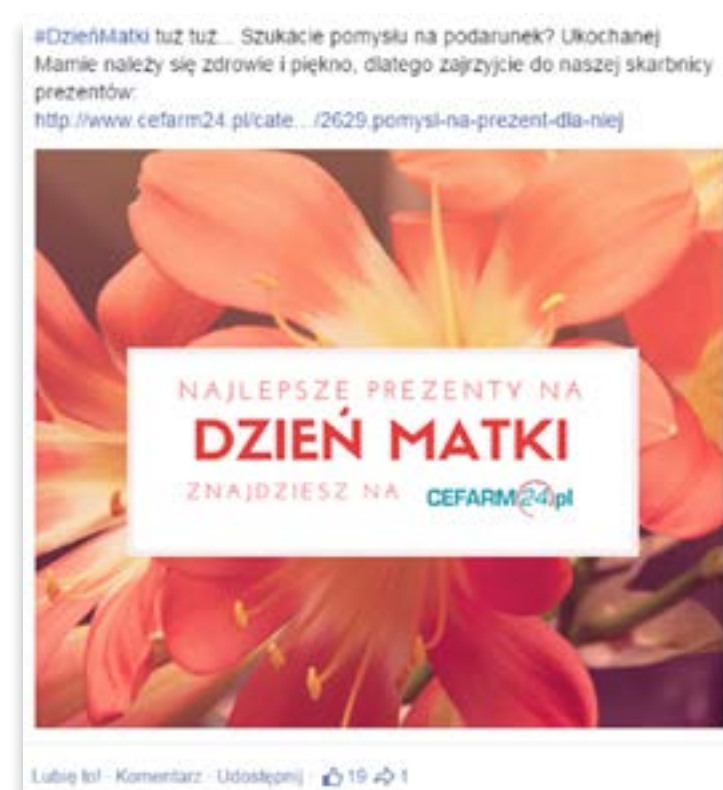 #DzieńMatki tuż tuż... Szukacie pomysłu na podarunek? Ukochanej
Mamie należy się zdrowie i piękno, dlatego zajrzyjcie do naszej skarbnicy
prezentów:
http://www.cefarm24.pl/cate.../2629,pomysl-na-prezent-dla-niej
NAJLEPSZE PREZENTY NA
DZIEŃ MATKI
ZNAJDZIESZ NA CEFARM24.pl
Lubię to! · Komentarz · Udostępnij · 19 1